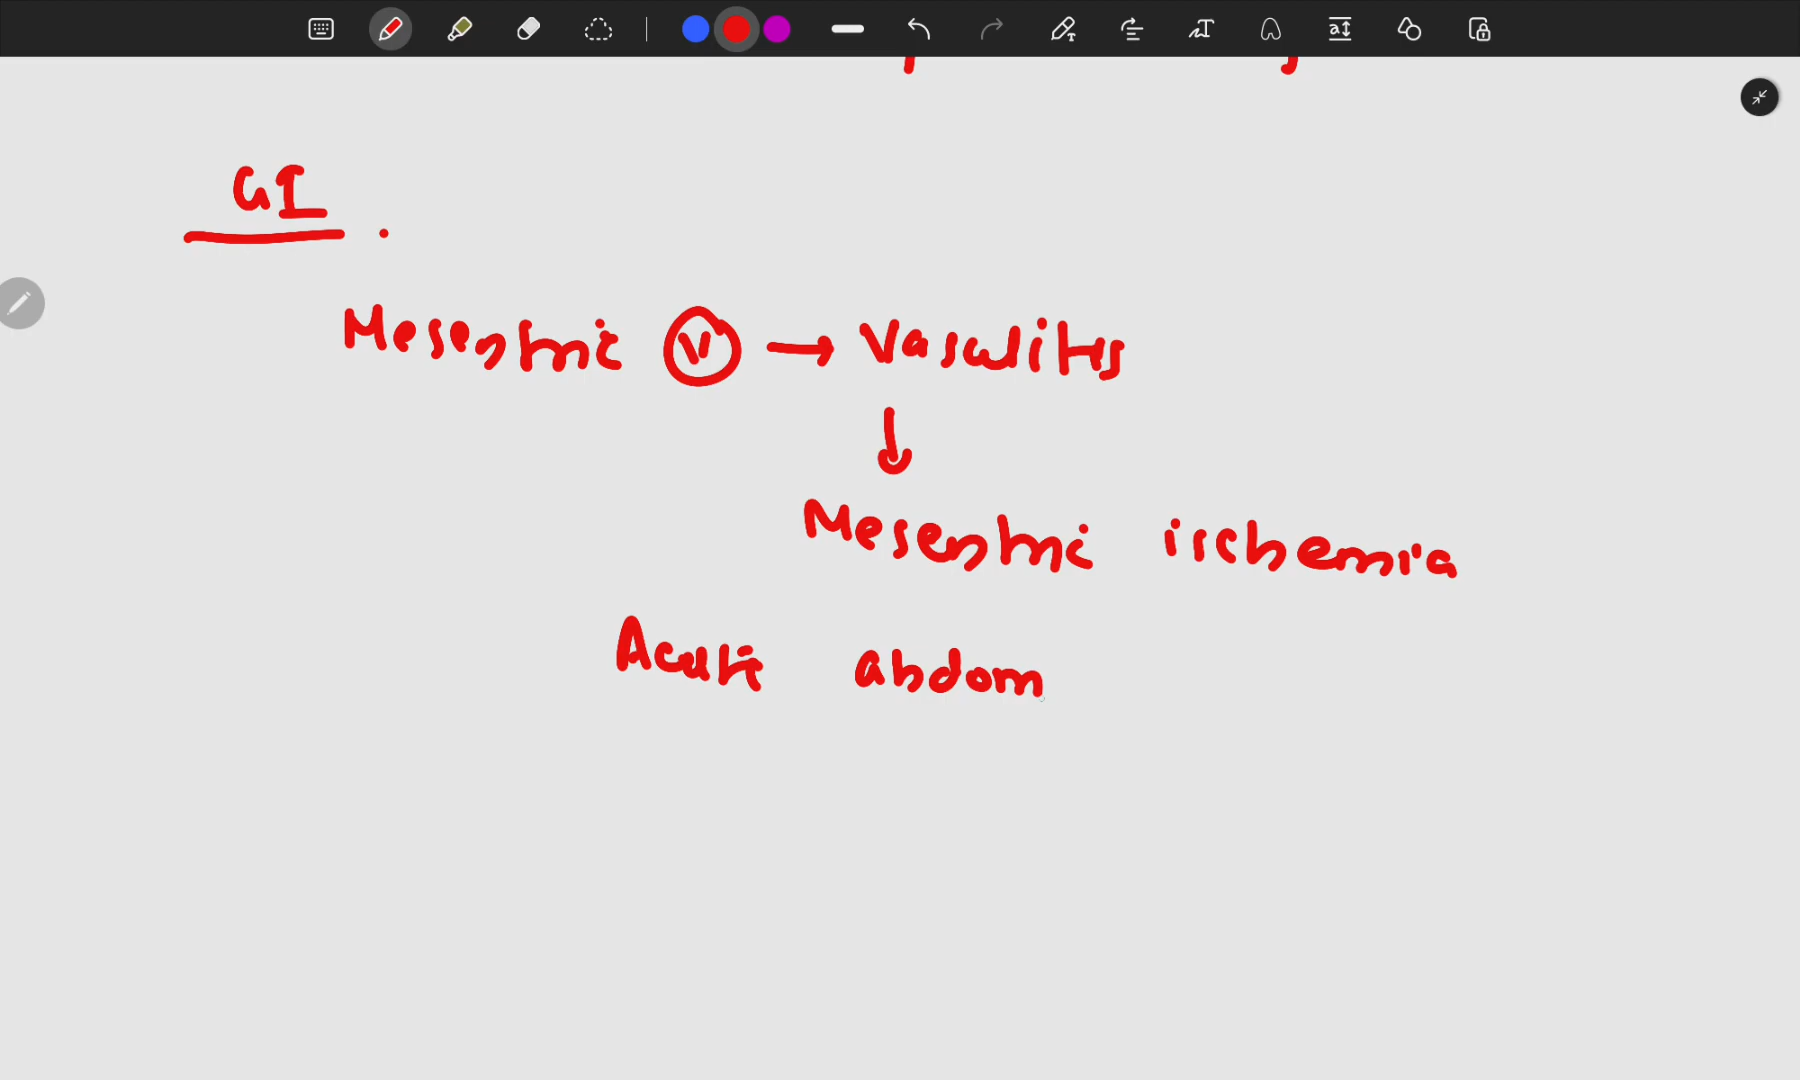 GI
Mesentric V → Vasculitis
↓
Mesentric ischemia
Acute abdom